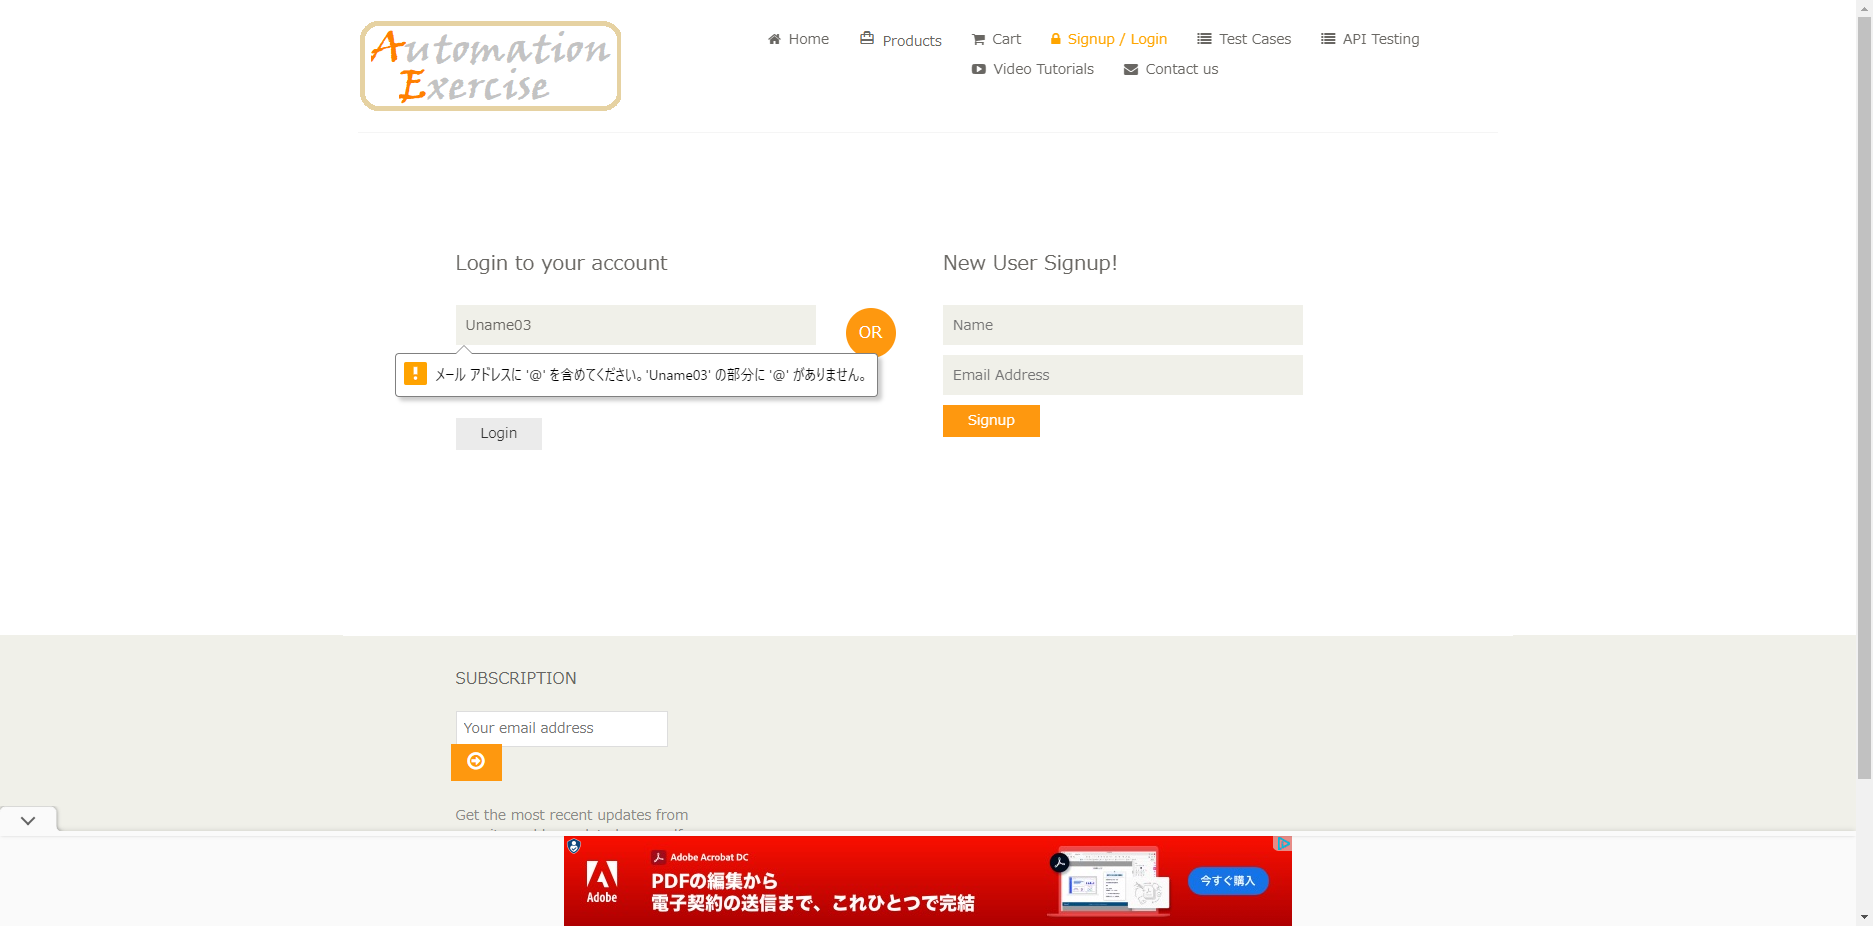 Automation
Exercise
Home
Products
Cart
Signup / Login
Test Cases
API Testing
Video Tutorials
Contact us
Login to your account
Uname03
メール アドレスに '@' を含めてください。'Uname03' の部分に '@' がありません。
Login
OR
New User Signup!
Name
Email Address
Signup
SUBSCRIPTION
Your email address
Get the most recent updates from
Adobe
Adobe Acrobat DC
PDFの編集から
電子契約の送信まで、これひとつで完結
今すぐ購入